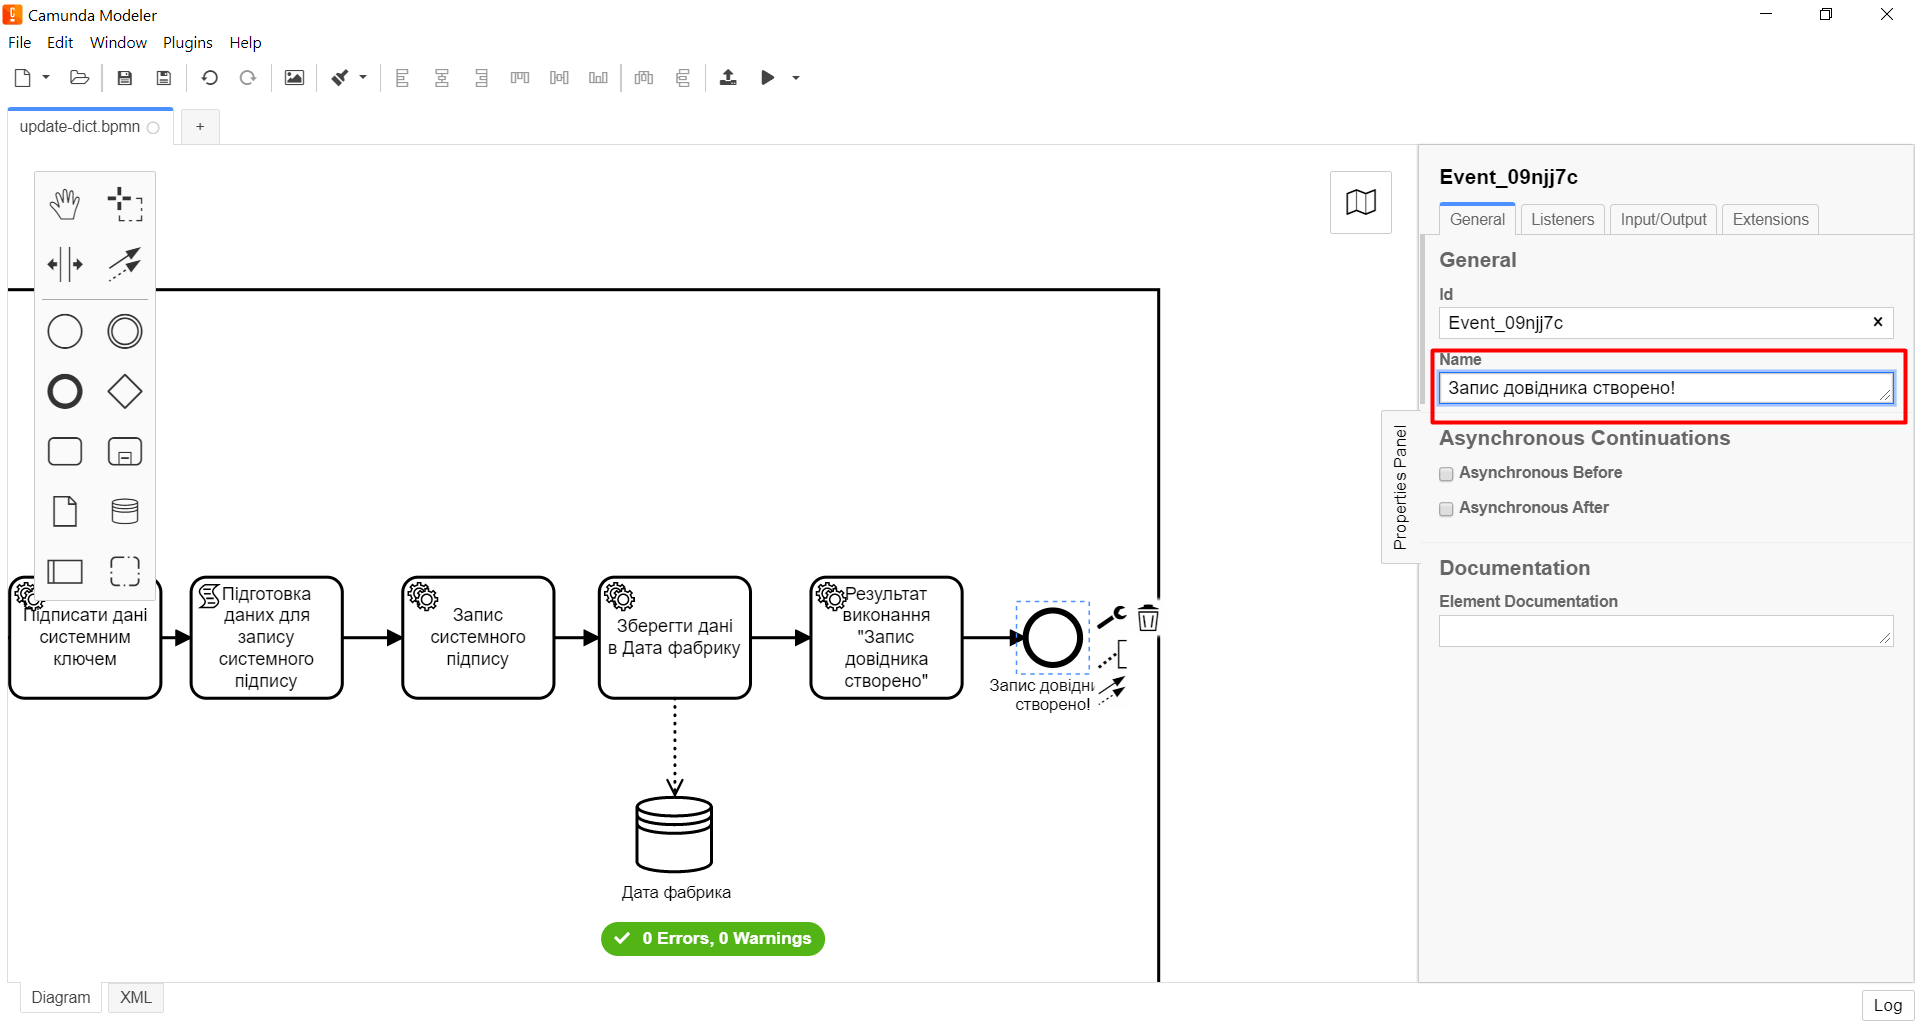 Camunda Modeler
File Edit Window Plugins Help
update-dict.bpmn
+
Event_09njj7c
General Listeners Input/Output Extensions
General
Id
Event_09njj7c
Name
Запис довідника створено!
Asynchronous Continuations
Asynchronous Before
Asynchronous After
Documentation
Element Documentation
Properties Panel
Підписати дані
системним
ключем
Підготовка
даних для
запису
системного
підпису
Запис
системного
підпису
Зберегти дані
в Дата фабрику
Результат
виконання
"Запис
довідника
створено"
Запис довідни
створено!
Дата фабрика
0 Errors, 0 Warnings
Diagram XML
Log